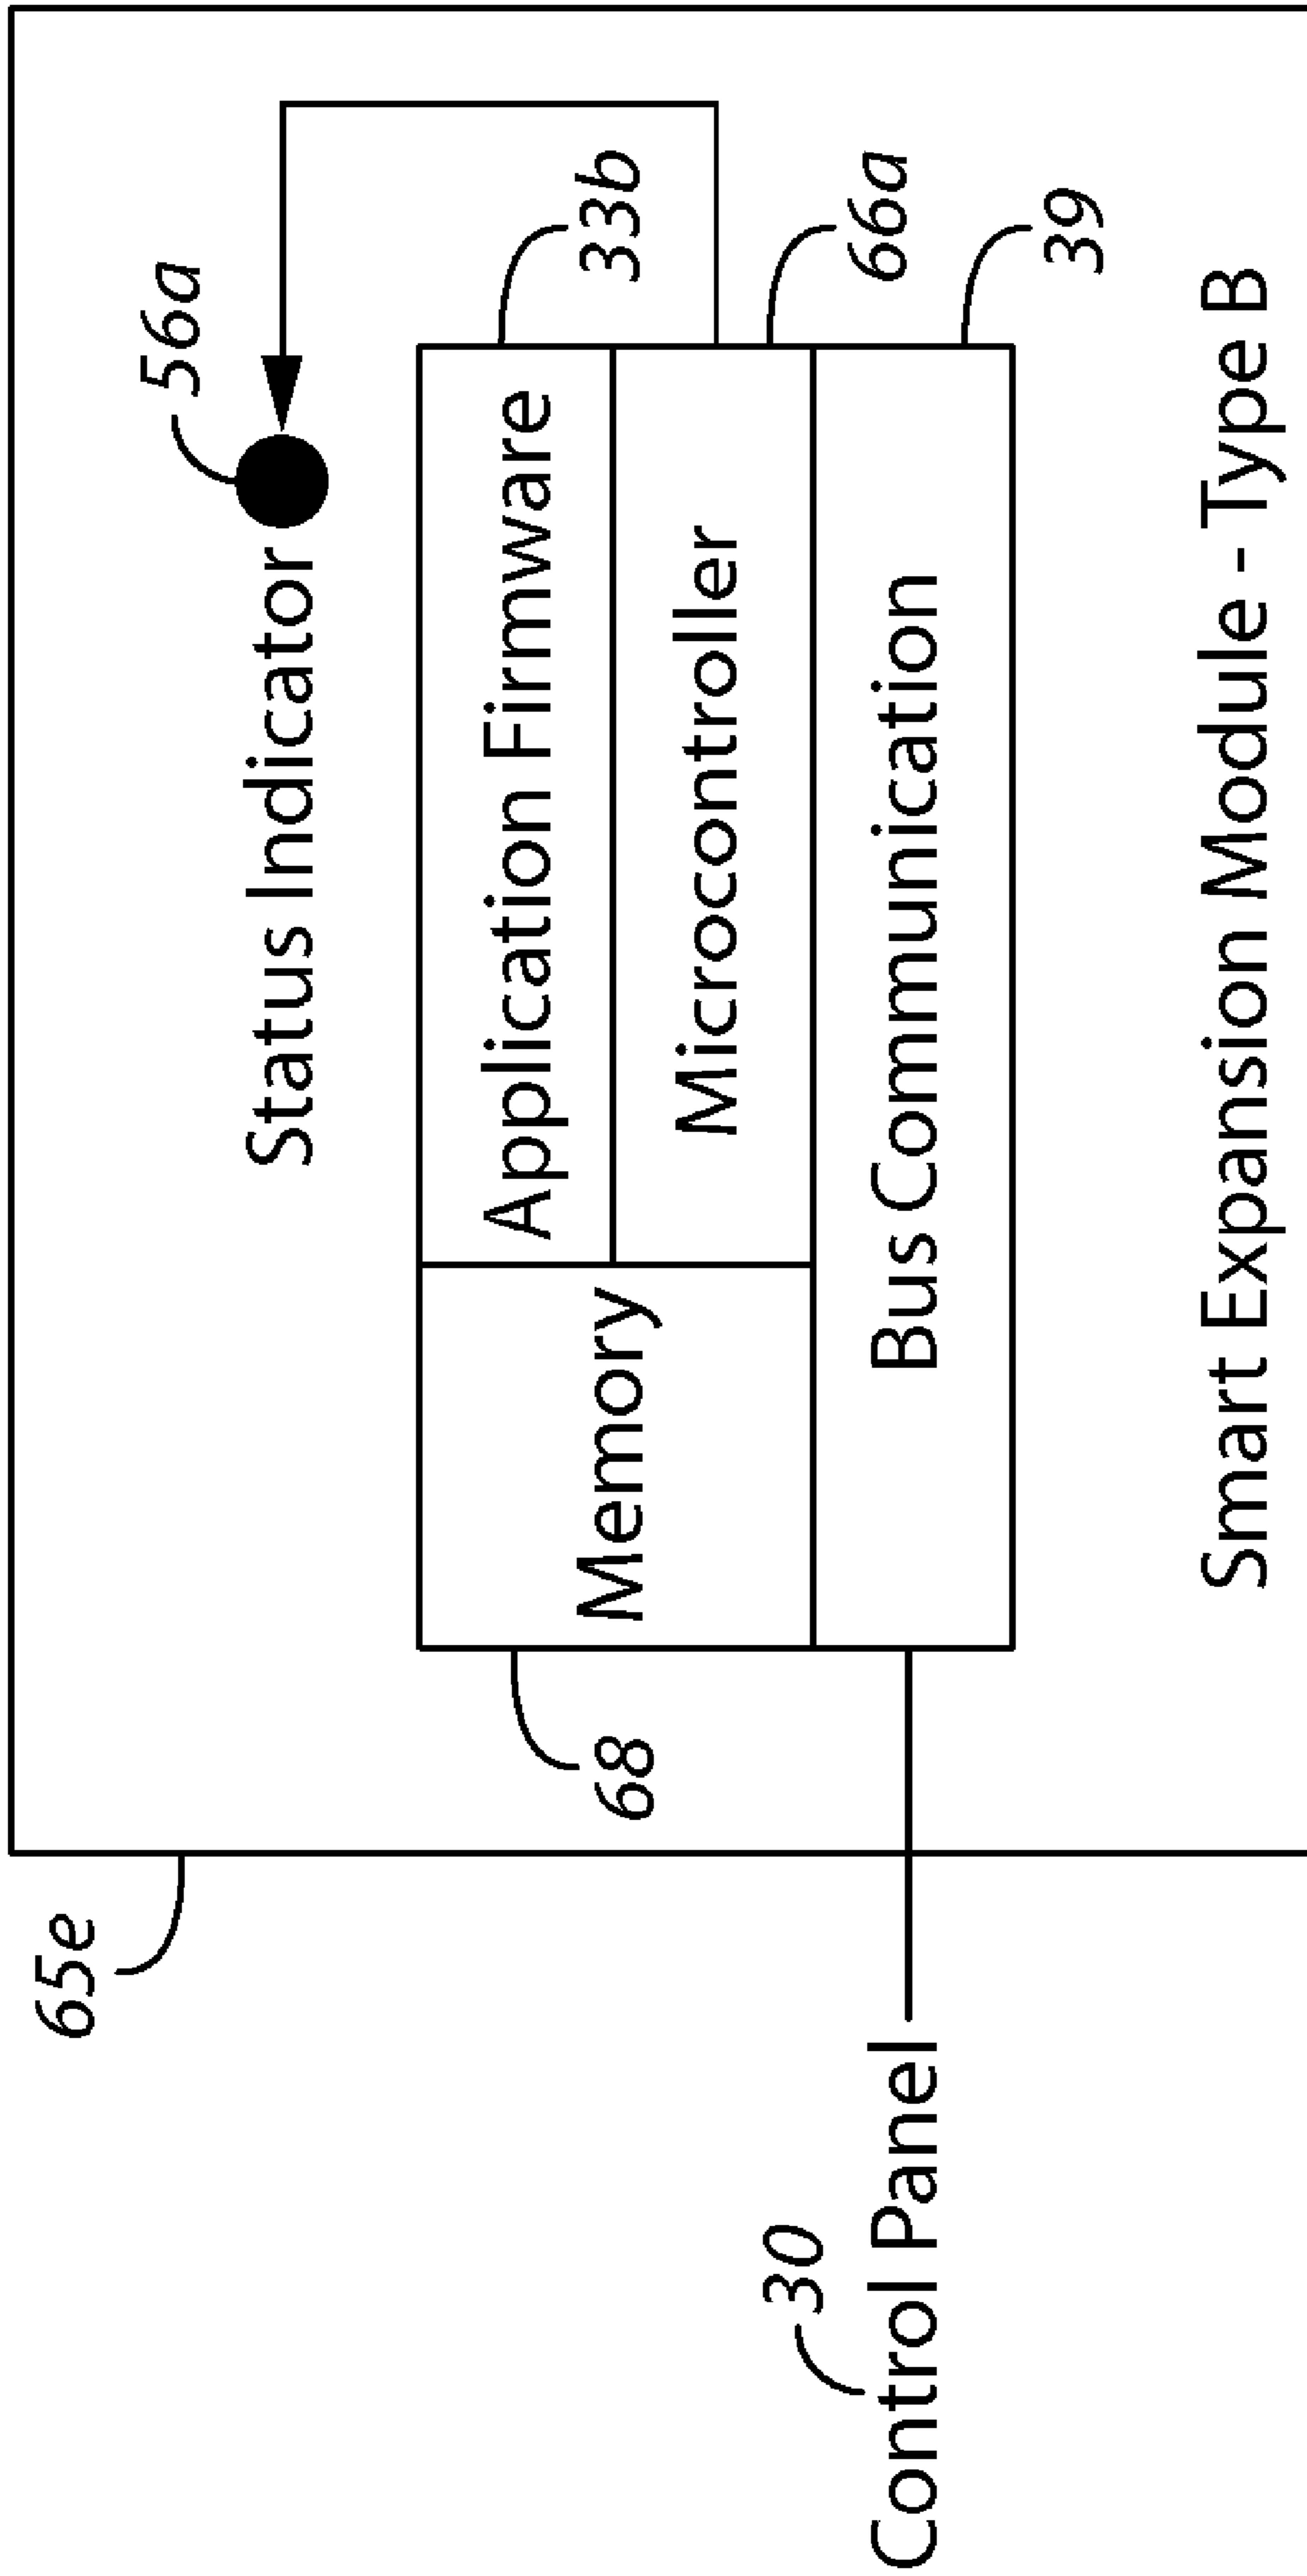 65e
56a
Status Indicator
33b
Application Firmware
Memory
68
Microcontroller
66a
30
Control Panel
Bus Communication
39
Smart Expansion Module - Type B